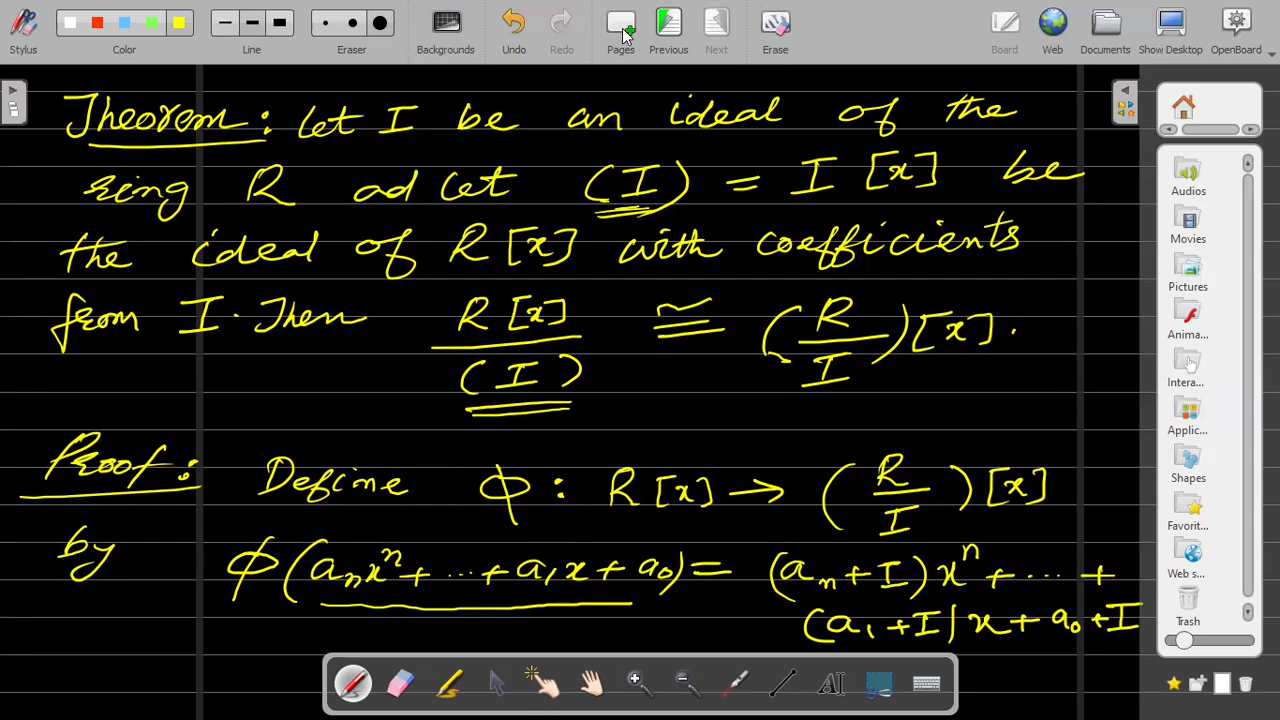 Stylus Color Line Eraser Backgrounds Undo Redo Pages Previous Next Erase Board Web Documents Show Desktop OpenBoard
Theorem: Let I be an ideal of the
ring R ad let (I) = I [x] be
the ideal of R [x] with coefficients
from I. Then R [x] / (I) ≅ (R / I) [x].
Proof: Define Φ : R [x] → (R / I) [x]
by Φ(aₙxⁿ + ... + a₁x + a₀) = (aₙ + I) xⁿ + ... +
(a₁ + I) x + a₀ + I
Audios
Movies
Pictures
Anima...
Intera...
Applic...
Shapes
Favorit...
Web s...
Trash